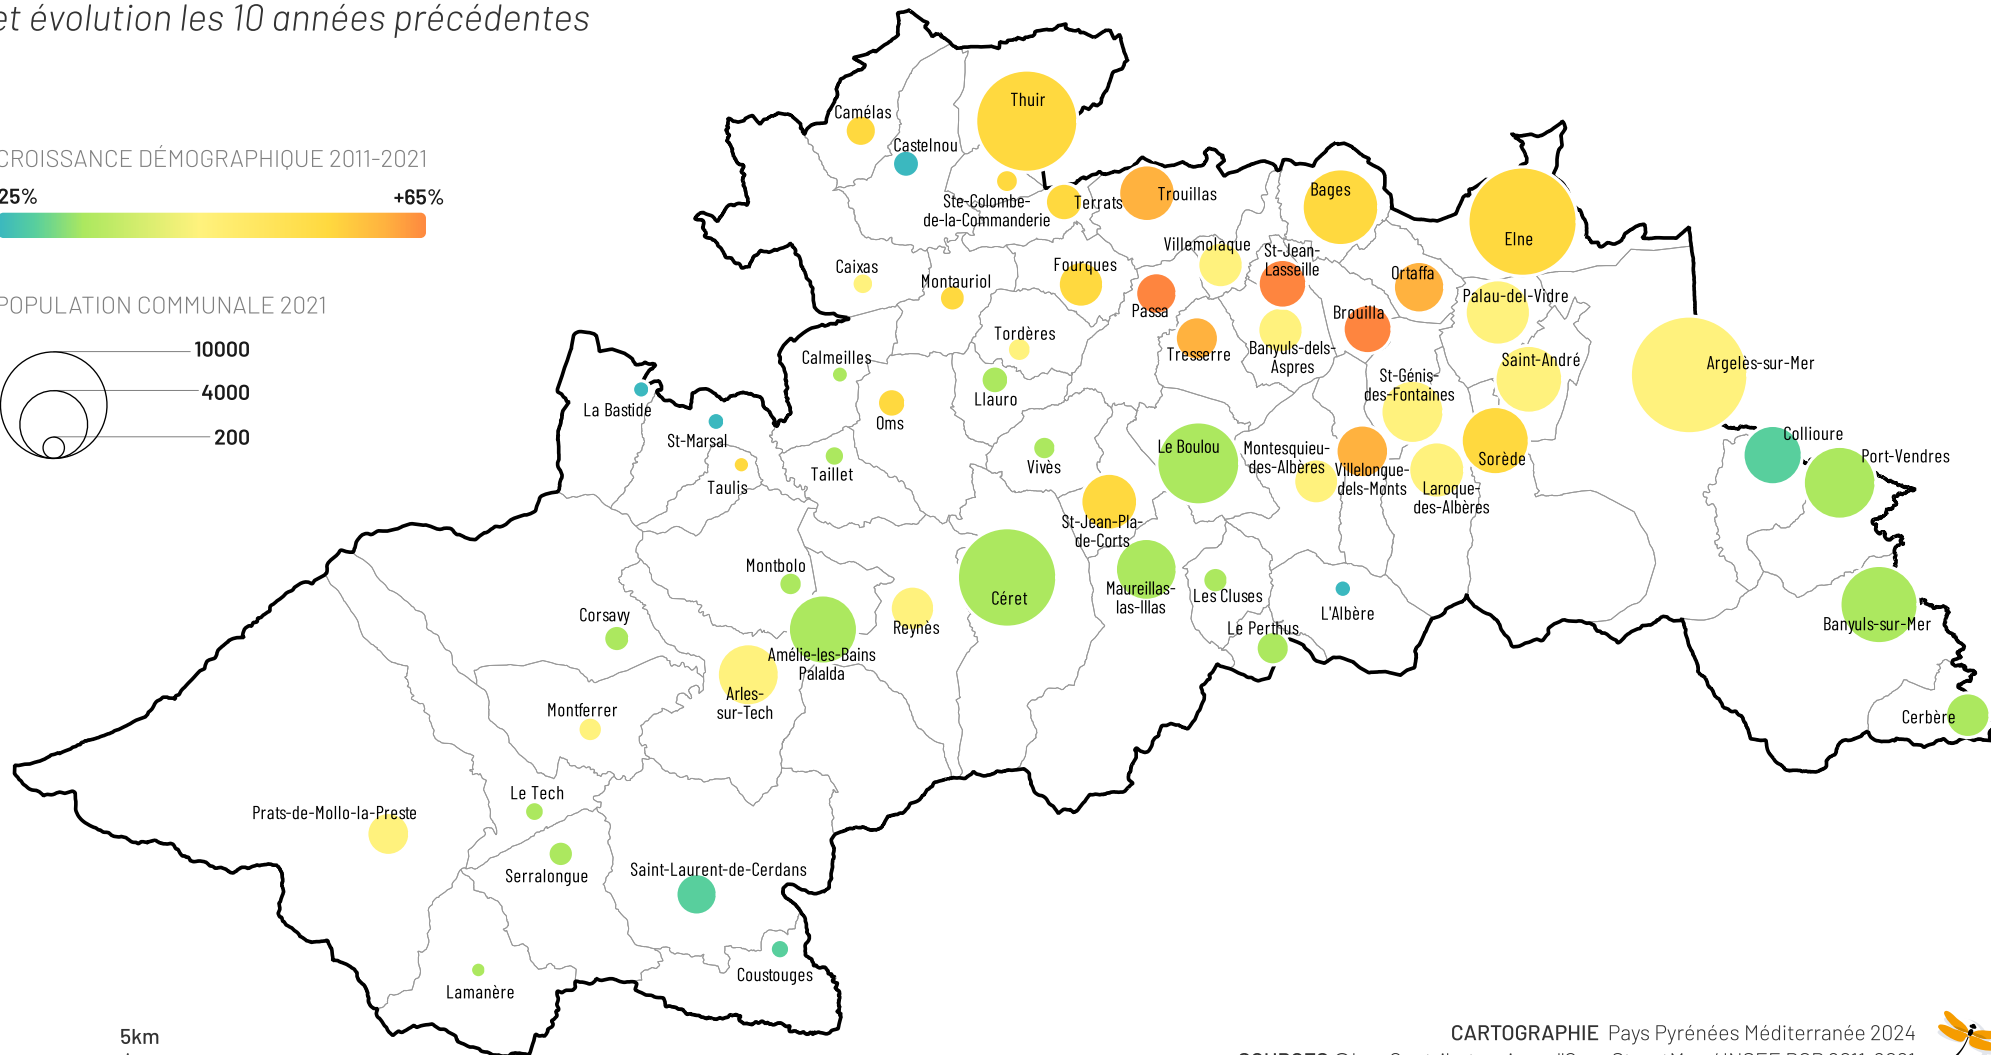 et évolution les 10 années précédentes
CROISSANCE DÉMOGRAPHIQUE 2011-2021
25%
+65%
POPULATION COMMUNALE 2021
10000
4000
200
Thuir
Camélas
Castelnou
Ste-Colombe-
de-la-Commanderie
Terrats
Trouillas
Bages
Elne
Villemolaque
St-Jean-
Lasseille
Caixas
Montauriol
Fourques
Passa
Ortaffa
Palau-del-Vidre
Brouilla
Tordères
Tresserre
Banyuls-dels-
Aspres
Saint-André
Argelès-sur-Mer
Calmeilles
St-Génis-
des-Fontaines
La Bastide
Llauro
Oms
St-Marsal
Taulis
Taillet
Vivès
Le Boulou
Montesquieu-
des-Albères
Villelongue-
dels-Monts
Sorède
Laroque-
des-Albères
Collioure
Port-Vendres
St-Jean-Pla-
de-Corts
Montbolo
Céret
Maureillas-
las-Illas
Les Cluses
L'Albère
Corsavy
Reynès
Le Perthus
Banyuls-sur-Mer
Amélie-les-Bains
Palalda
Arles-
sur-Tech
Montferrer
Cerbère
Le Tech
Prats-de-Mollo-la-Preste
Serralongue
Saint-Laurent-de-Cerdans
Coustouges
Lamanère
5km
CARTOGRAPHIE Pays Pyrénées Méditerranée 2024